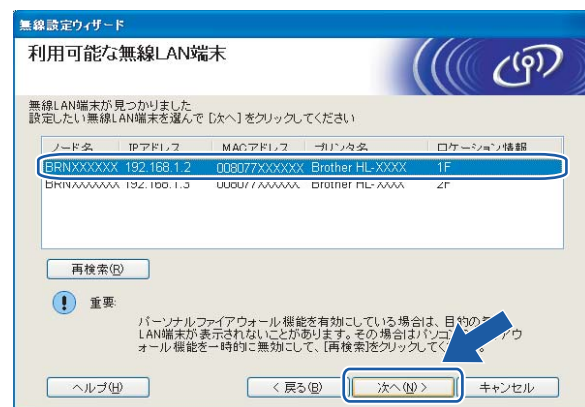 無線設定ウィザード
利用可能な無線LAN端末
無線LAN端末が見つかりました
設定したい無線LAN端末を選んで [次へ] をクリックしてください
ノード名 IPアドレス MACアドレス プリンタ名 ロケーション情報
BRNXXXXXX 192.168.1.2 008077XXXXXX Brother HL-XXXX 1F
BRNXXXXXX 192.168.1.3 008077XXXXXX Brother HL-XXXX 2F
再検索(R)
重要:
パーソナルファイアウォール機能を有効にしている場合は、目的の
LAN端末が表示されないことがあります。その場合はパソコン
ォール機能を一時的に無効にして、[再検索]をクリックして
ヘルプ(H) < 戻る(B) 次へ(N) > キャンセル